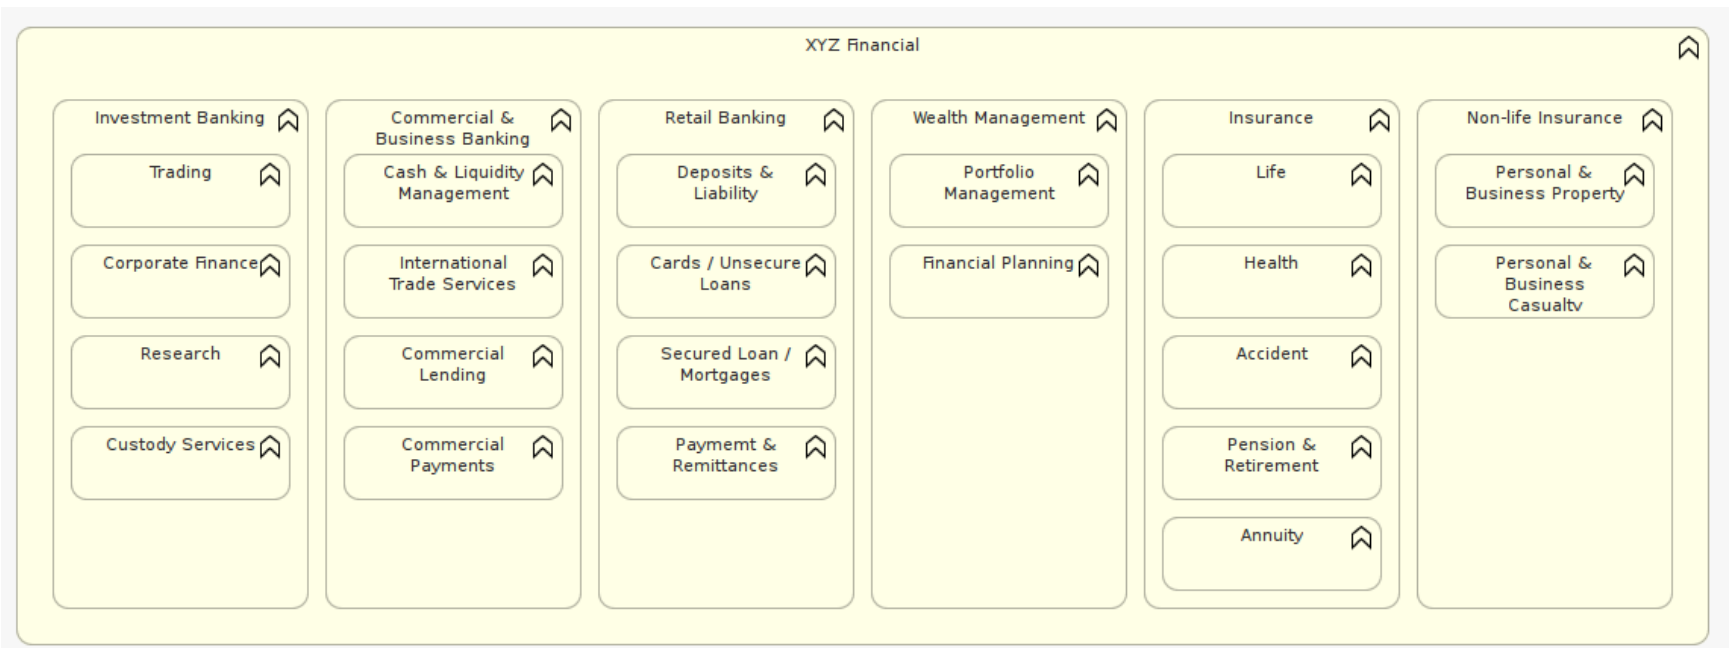 XYZ Financial
Investment Banking
Trading
Corporate Finance
Research
Custody Services
Commercial &
Business Banking
Cash & Liquidity
Management
International
Trade Services
Commercial
Lending
Commercial
Payments
Retail Banking
Deposits &
Liability
Cards / Unsecure
Loans
Secured Loan /
Mortgages
Paymemt &
Remittances
Wealth Management
Portfolio
Management
Financial Planning
Insurance
Life
Health
Accident
Pension &
Retirement
Annuity
Non-life Insurance
Personal &
Business Property
Personal &
Business
Casualty